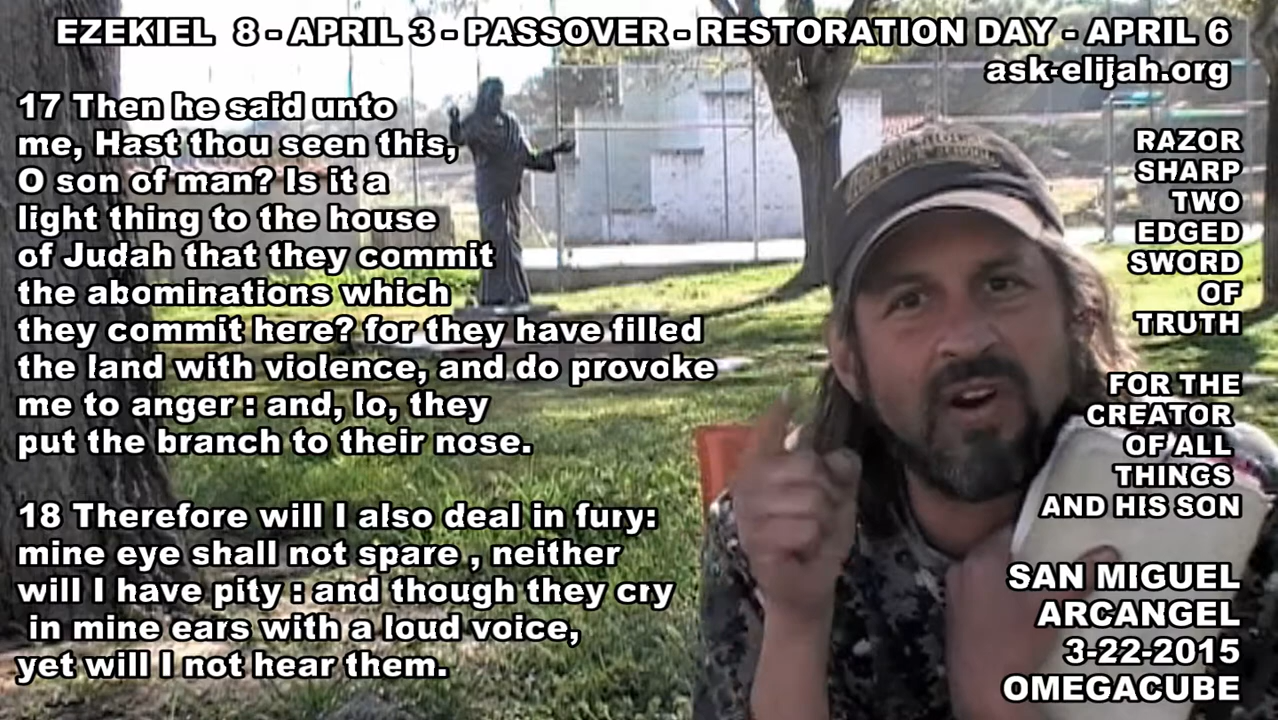 EZEKIEL 8 - APRIL 3 - PASSOVER - RESTORATION DAY - APRIL 6
ask-elijah.org
17 Then he said unto
me, Hast thou seen this,
O son of man? Is it a
light thing to the house
of Judah that they commit
the abominations which
they commit here? for they have filled
the land with violence, and do provoke
me to anger : and, lo, they
put the branch to their nose.
18 Therefore will I also deal in fury:
mine eye shall not spare , neither
will I have pity : and though they cry
in mine ears with a loud voice,
yet will I not hear them.
RAZOR
SHARP
TWO
EDGED
SWORD
OF
TRUTH
FOR THE
CREATOR
OF ALL
THINGS
AND HIS SON
SAN MIGUEL
ARCANGEL
3-22-2015
OMEGACUBE